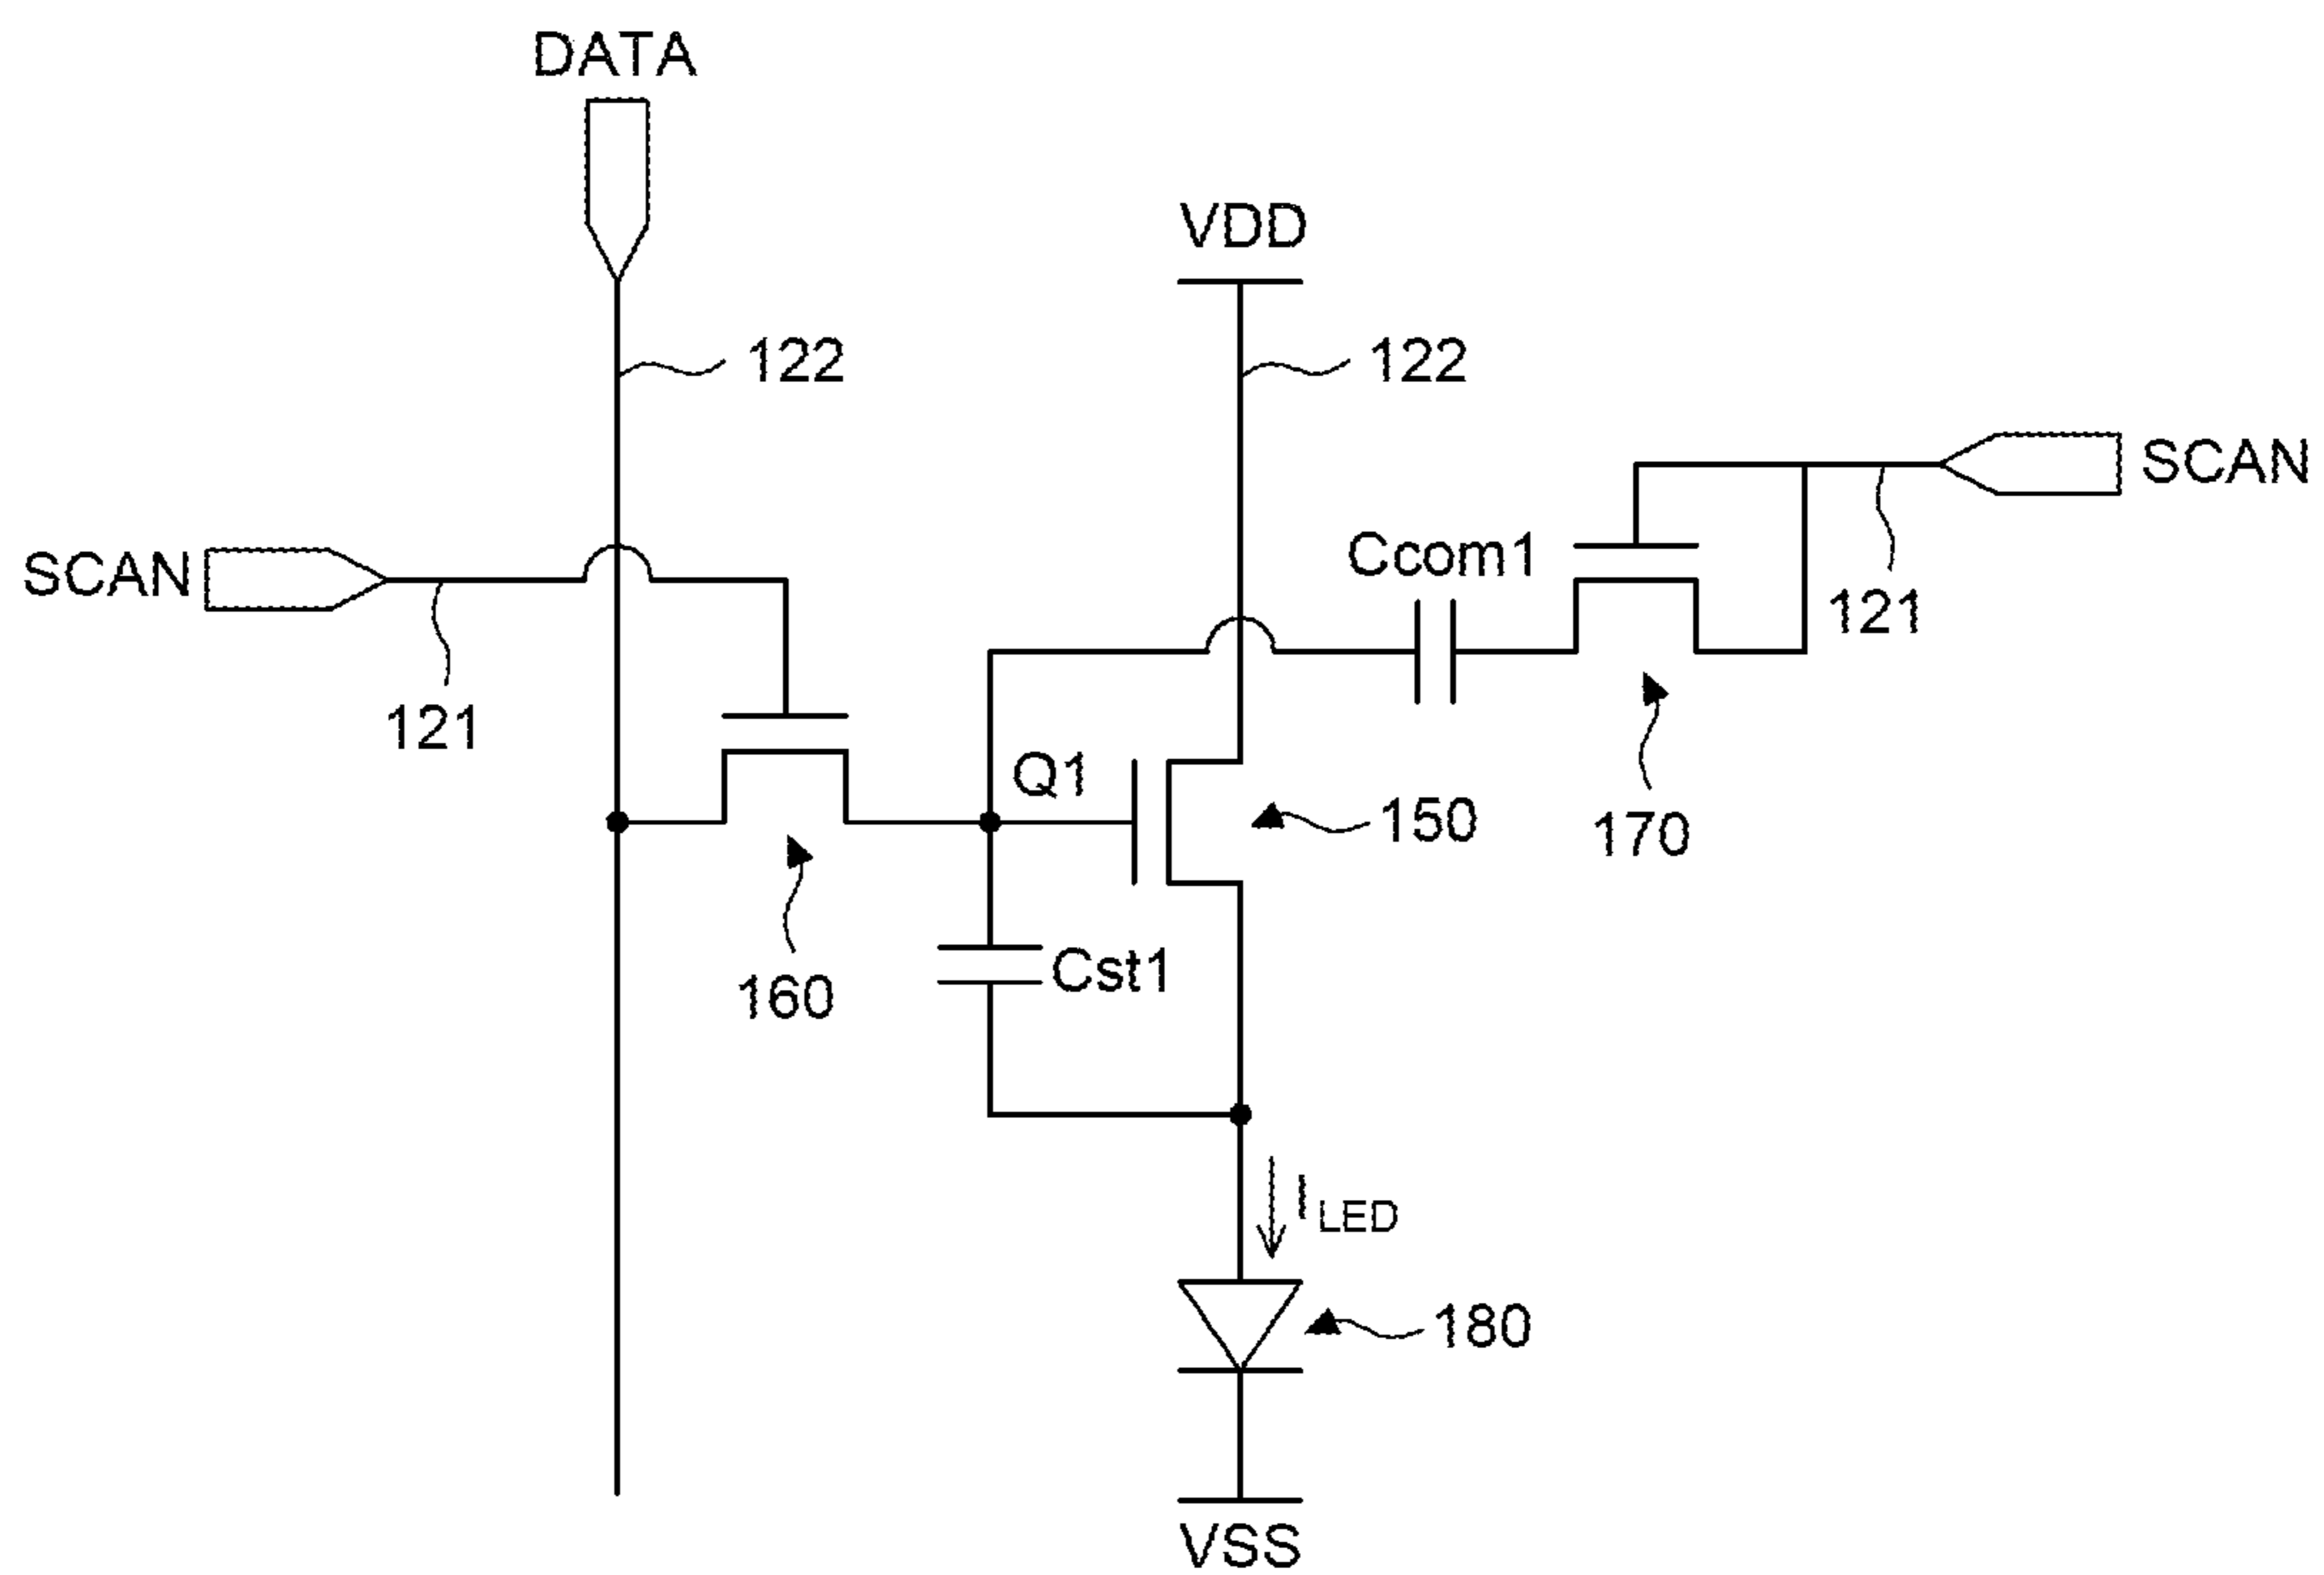 DATA
VDD
122
122
SCAN
SCAN
Ccom1
121
121
Q1
150
170
160
Cst1
I LED
180
VSS